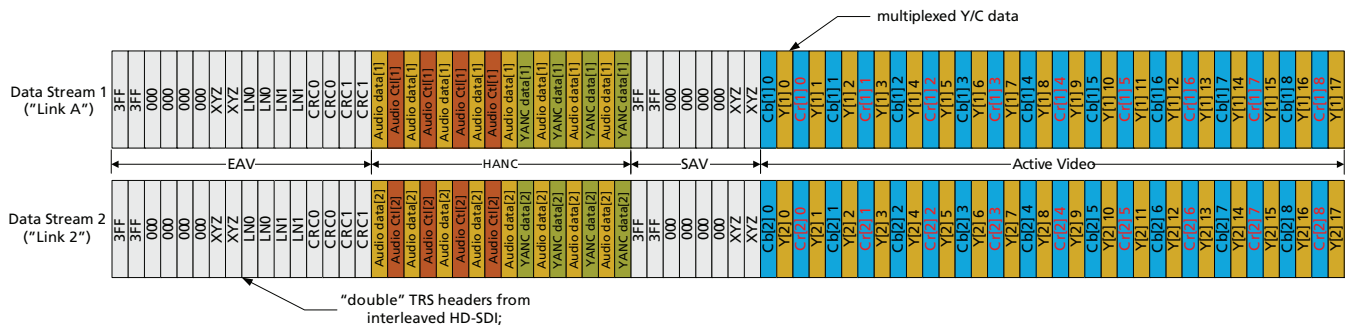 multiplexed Y/C data
Data Stream 1
("Link A")
3FF
3FF
000
000
000
000
XYZ
XYZ
LN0
LN0
LN1
LN1
CRC0
CRC0
CRC1
CRC1
Audio data[1]
Audio Ctl[1]
Audio data[1]
Audio Ctl[1]
Audio data[1]
Audio Ctl[1]
Audio data[1]
Audio Ctl[1]
Audio data[1]
YANC data[1]
Audio data[1]
YANC data[1]
Audio data[1]
YANC data[1]
YANC data[1]
YANC data[1]
3FF
3FF
000
000
000
000
XYZ
XYZ
Cb[1] 0
Y[1] 0
Cr[1] 0
Y[1] 1
Cb[1] 1
Y[1] 2
Cr[1] 1
Y[1] 3
Cb[1] 2
Y[1] 4
Cr[1] 2
Y[1] 5
Cb[1] 3
Y[1] 6
Cr[1] 3
Y[1] 7
Cb[1] 4
Y[1] 8
Cr[1] 4
Y[1] 9
Cb[1] 5
Y[1] 10
Cr[1] 5
Y[1] 11
Cb[1] 6
Y[1] 12
Cr[1] 6
Y[1] 13
Cb[1] 7
Y[1] 14
Cr[1] 7
Y[1] 15
Cb[1] 8
Y[1] 16
Cr[1] 8
Y[1] 17
EAV
HANC
SAV
Active Video
Data Stream 2
("Link 2")
3FF
3FF
000
000
000
000
XYZ
XYZ
LN0
LN0
LN1
LN1
CRC0
CRC0
CRC1
CRC1
Audio data[2]
Audio Ctl[2]
Audio data[2]
Audio Ctl[2]
Audio data[2]
Audio Ctl[2]
Audio data[2]
Audio Ctl[2]
Audio data[2]
YANC data[2]
Audio data[2]
YANC data[2]
Audio data[2]
YANC data[2]
YANC data[2]
YANC data[2]
3FF
3FF
000
000
000
000
XYZ
XYZ
Cb[2] 0
Y[2] 0
Cr[2] 0
Y[2] 1
Cb[2] 1
Y[2] 2
Cr[2] 1
Y[2] 3
Cb[2] 2
Y[2] 4
Cr[2] 2
Y[2] 5
Cb[2] 3
Y[2] 6
Cr[2] 3
Y[2] 7
Cb[2] 4
Y[2] 8
Cr[2] 4
Y[2] 9
Cb[2] 5
Y[2] 10
Cr[2] 5
Y[2] 11
Cb[2] 6
Y[2] 12
Cr[2] 6
Y[2] 13
Cb[2] 7
Y[2] 14
Cr[2] 7
Y[2] 15
Cb[2] 8
Y[2] 16
Cr[2] 8
Y[2] 17
"double" TRS headers from
interleaved HD-SDI;